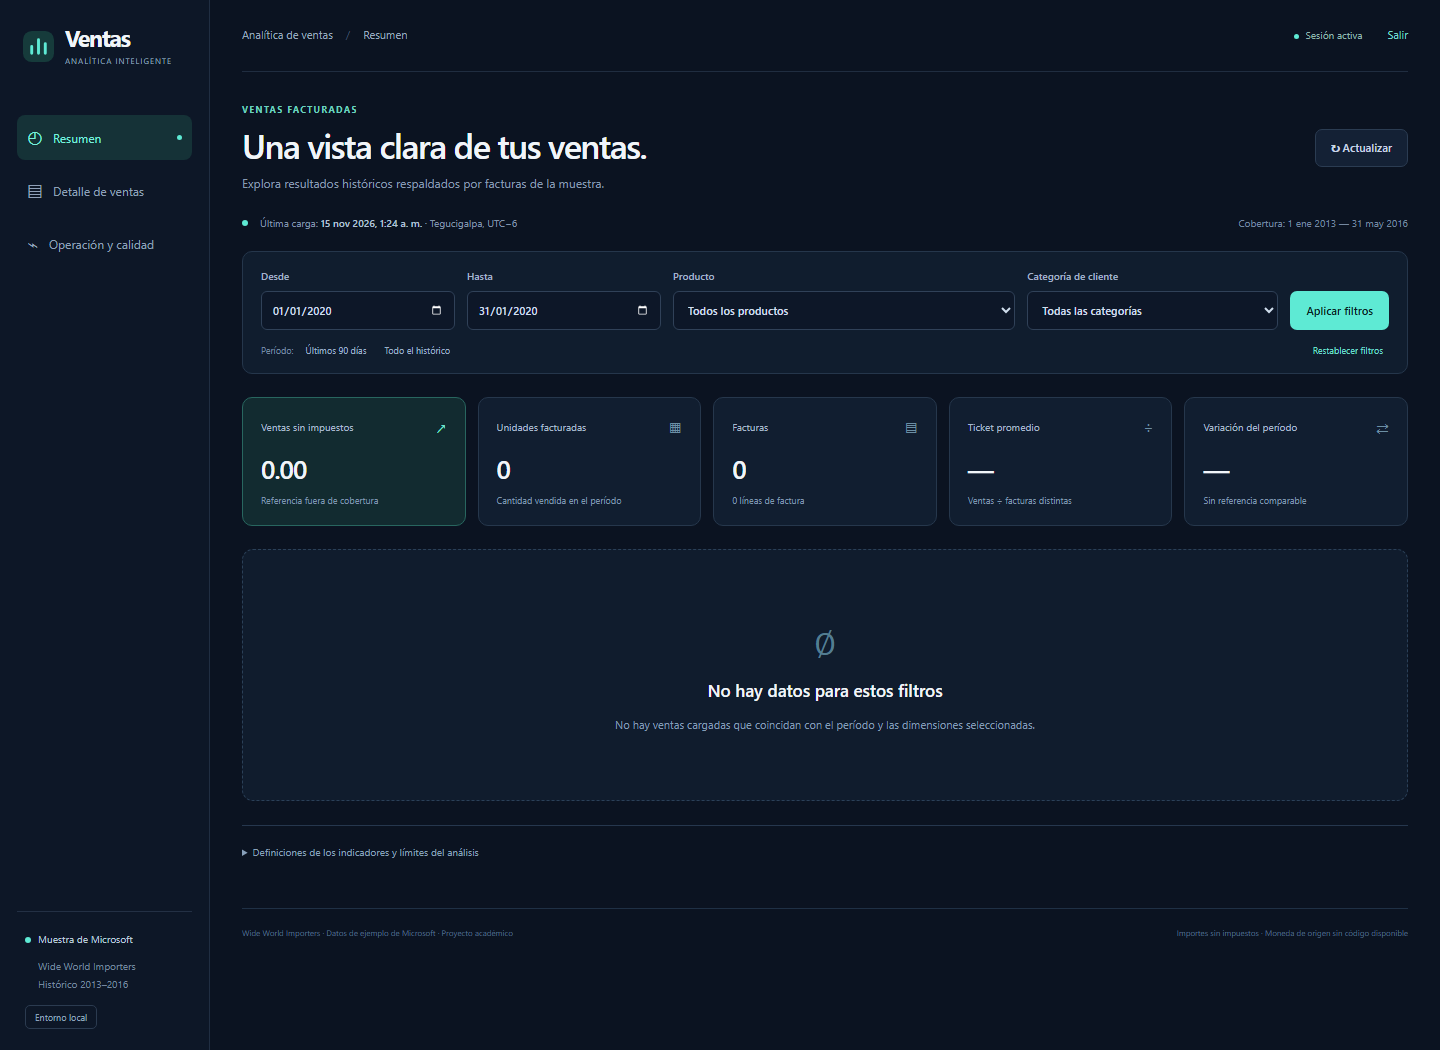 Ventas
ANALÍTICA INTELIGENTE
Resumen
Detalle de ventas
Operación y calidad
Muestra de Microsoft
Wide World Importers
Histórico 2013–2016
Entorno local
Analítica de ventas / Resumen
Sesión activa
Salir
VENTAS FACTURADAS
Una vista clara de tus ventas.
Explora resultados históricos respaldados por facturas de la muestra.
↻ Actualizar
Última carga: 15 nov 2026, 1:24 a. m. · Tegucigalpa, UTC−6
Cobertura: 1 ene 2013 — 31 may 2016
Desde
Hasta
Producto
Categoría de cliente
01/01/2020
31/01/2020
Todos los productos
Todas las categorías
Aplicar filtros
Período: Últimos 90 días Todo el histórico
Restablecer filtros
Ventas sin impuestos
0.00
Referencia fuera de cobertura
Unidades facturadas
0
Cantidad vendida en el período
Facturas
0
0 líneas de factura
Ticket promedio
—
Ventas ÷ facturas distintas
Variación del período
—
Sin referencia comparable
Ø
No hay datos para estos filtros
No hay ventas cargadas que coincidan con el período y las dimensiones seleccionadas.
Definiciones de los indicadores y límites del análisis
Wide World Importers · Datos de ejemplo de Microsoft · Proyecto académico
Importes sin impuestos · Moneda de origen sin código disponible